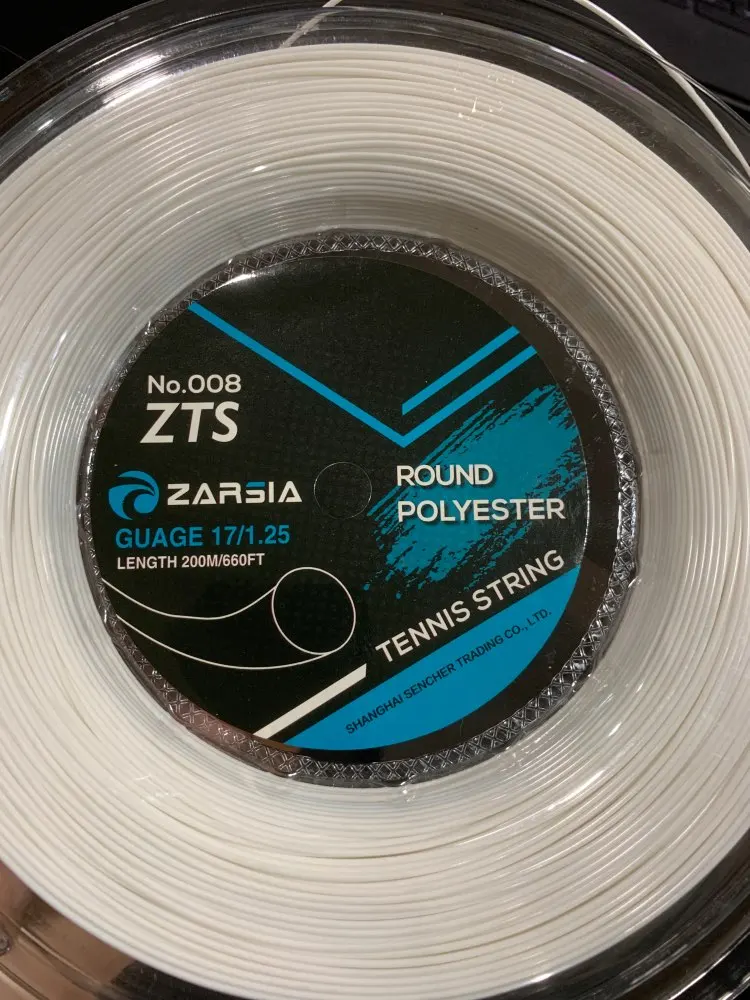 No.008
ZTS
ZARSIA
GUAGE 17/1.25
LENGTH 200M/660FT
ROUND
POLYESTER
TENNIS STRING
SHANGHAI SENCHER TRADING CO., LTD.